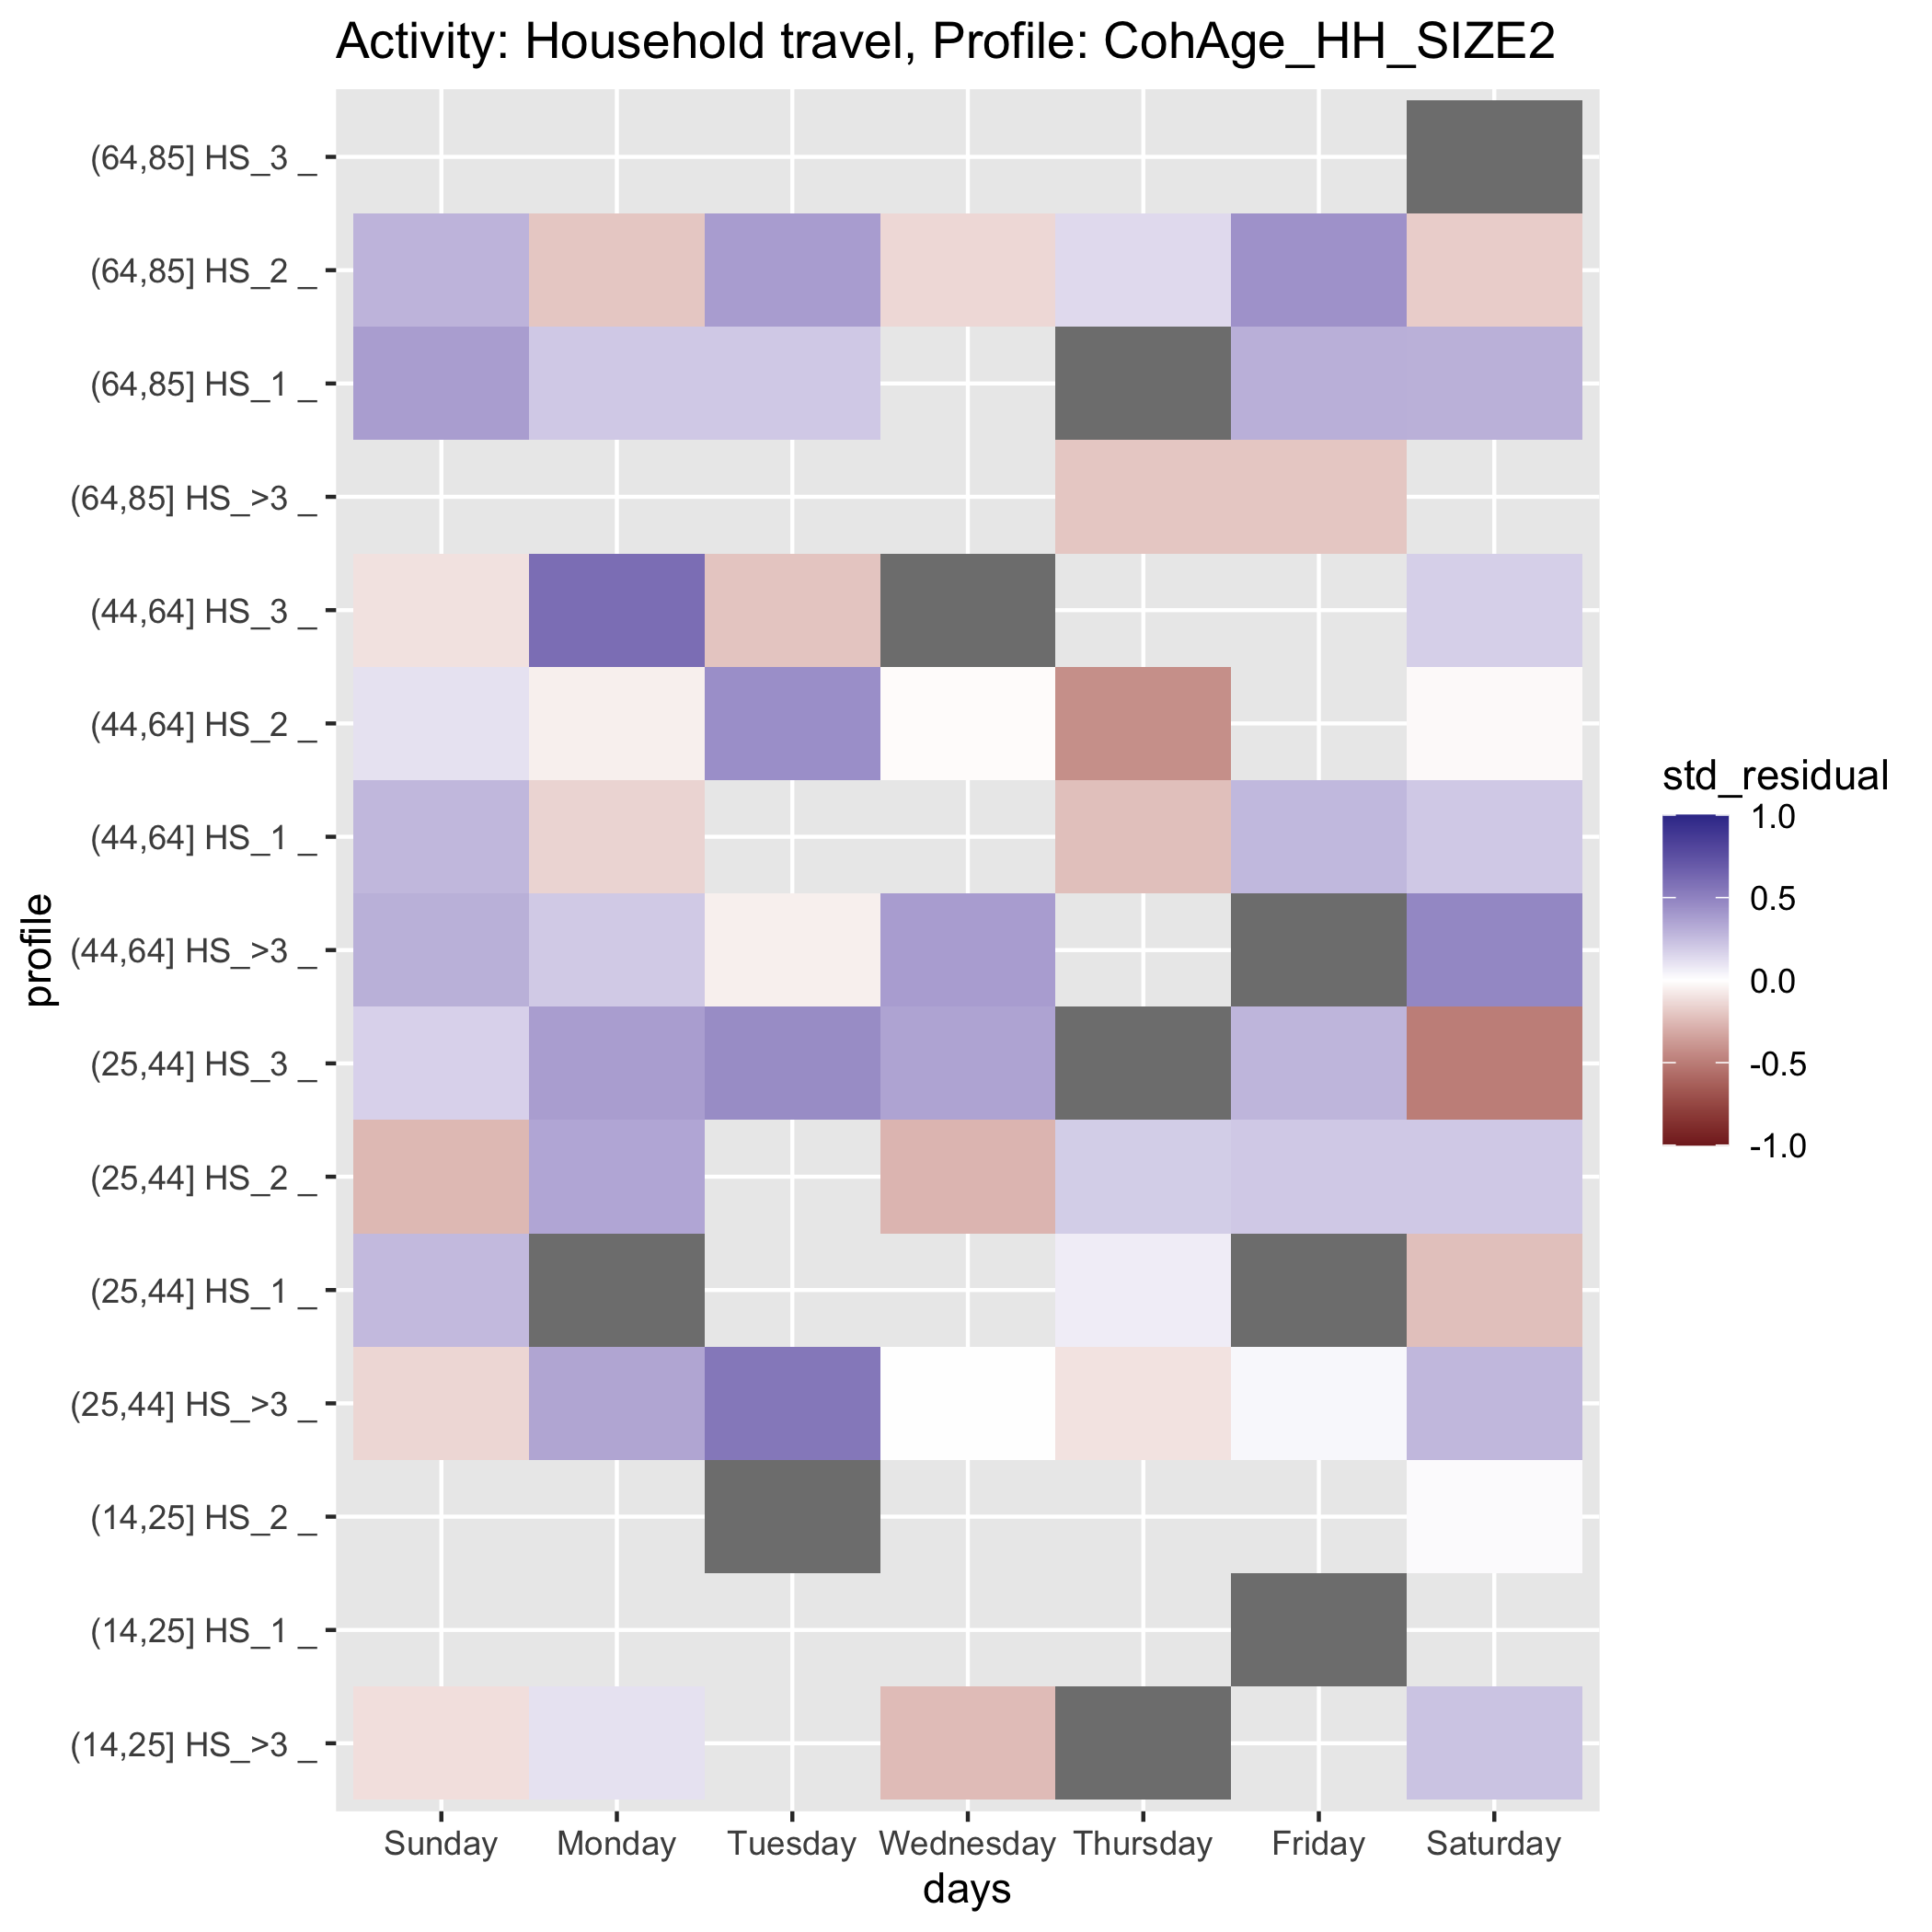 Activity: Household travel, Profile: CohAge_HH_SIZE2
(64,85] HS_3 _
(64,85] HS_2 _
(64,85] HS_1 _
(64,85] HS_>3 _
(44,64] HS_3 _
(44,64] HS_2 _
(44,64] HS_1 _
(44,64] HS_>3 _
(25,44] HS_3 _
(25,44] HS_2 _
(25,44] HS_1 _
(25,44] HS_>3 _
(14,25] HS_2 _
(14,25] HS_1 _
(14,25] HS_>3 _
profile
Sunday Monday Tuesday Wednesday Thursday Friday Saturday
days
std_residual
1.0
0.5
0.0
-0.5
-1.0